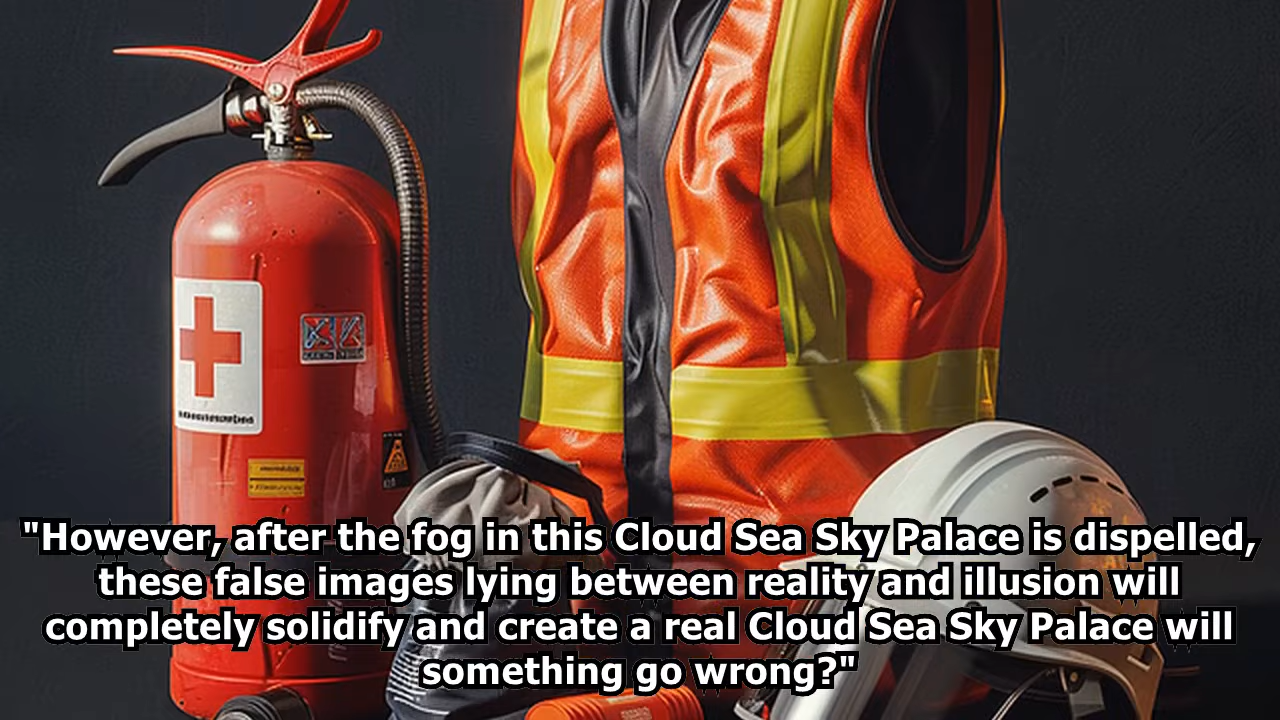 "However, after the fog in this Cloud Sea Sky Palace is dispelled,
these false images lying between reality and illusion will
completely solidify and create a real Cloud Sea Sky Palace will
something go wrong?"